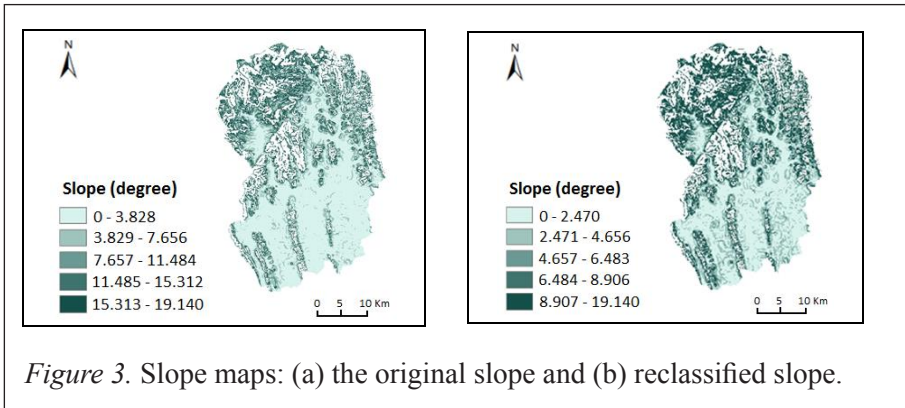 N
Slope (degree)
0 - 3.828
3.829 - 7.656
7.657 - 11.484
11.485 - 15.312
15.313 - 19.140
0 5 10 Km
N
Slope (degree)
0 - 2.470
2.471 - 4.656
4.657 - 6.483
6.484 - 8.906
8.907 - 19.140
0 5 10 Km
Figure 3. Slope maps: (a) the original slope and (b) reclassified slope.